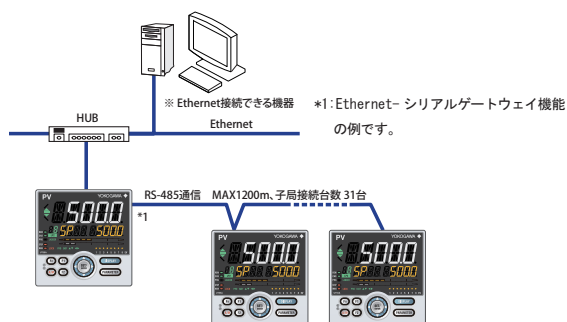 ※ Ethernet接続できる機器
*1:Ethernet- シリアルゲートウェイ機能
の例です。
HUB
Ethernet
RS-485通信 MAX1200m、子局接続台数 31台
*1
PV
YOKOGAWA
500.0
SP
500.0
PARAMETER
PV
YOKOGAWA
500.0
SP
500.0
PARAMETER
PV
YOKOGAWA
500.0
SP
500.0
PARAMETER